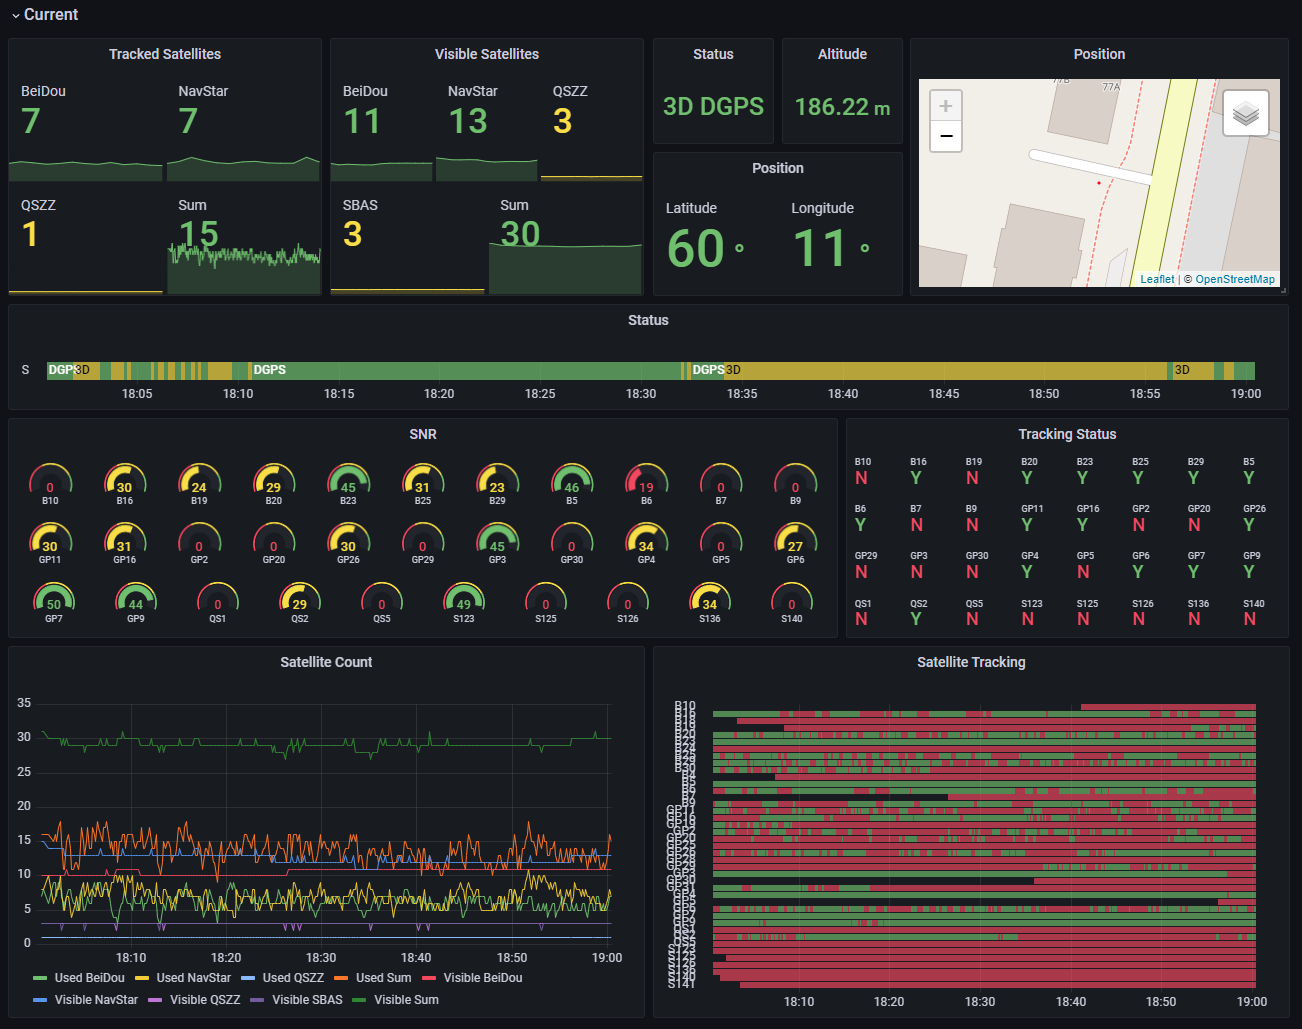 Current
Tracked Satellites
Visible Satellites
Status
Altitude
Position
BeiDou
NavStar
7
7
QSZZ
Sum
1
15
BeiDou
NavStar
QSZZ
11
13
3
SBAS
Sum
3
30
3D DGPS
186.22 m
Position
Latitude
Longitude
60 °
11 °
77B
77A
+
−
Leaflet | © OpenStreetMap
Status
S
DGPS
3D
DGPS
DGPS
3D
3D
18:05 18:10 18:15 18:20 18:25 18:30 18:35 18:40 18:45 18:50 18:55 19:00
SNR
0 30 24 29 45 31 23 46 19 0 0
B10 B16 B19 B20 B23 B25 B29 B5 B6 B7 B9
30 31 0 0 30 0 45 0 34 0 27
GP11 GP16 GP2 GP20 GP26 GP29 GP3 GP30 GP4 GP5 GP6
50 44 0 29 0 49 0 0 34 0
GP7 GP9 QS1 QS2 QS5 S123 S125 S126 S136 S140
Tracking Status
B10 B16 B19 B20 B23 B25 B29 B5
N Y N Y Y Y Y Y
B6 B7 B9 GP11 GP16 GP2 GP20 GP26
Y N N Y Y N N Y
GP29 GP3 GP30 GP4 GP5 GP6 GP7 GP9
N N N Y N Y Y Y
QS1 QS2 QS5 S123 S125 S126 S136 S140
N Y N N N N N N
Satellite Count
35
30
25
20
15
10
5
0
18:10 18:20 18:30 18:40 18:50 19:00
Used BeiDou Used NavStar Used QSZZ Used Sum Visible BeiDou
Visible NavStar Visible QSZZ Visible SBAS Visible Sum
Satellite Tracking
B10
B20
B23
B24
B29
B30
B5
B6
B7
B9
GP11
GP16
GP2
GP20
GP25
GP3
GP30
GP31
GP4
GP5
GP7
QS2
QS5
S123
S125
S126
S136
S140
S141
18:10 18:20 18:30 18:40 18:50 19:00